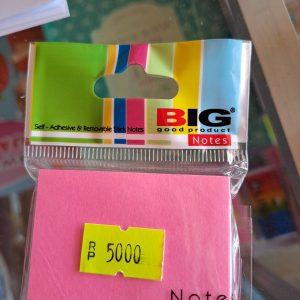 BIG
good product
Self - Adhesive & Removable Stick Notes
Notes
RP 5000
Note